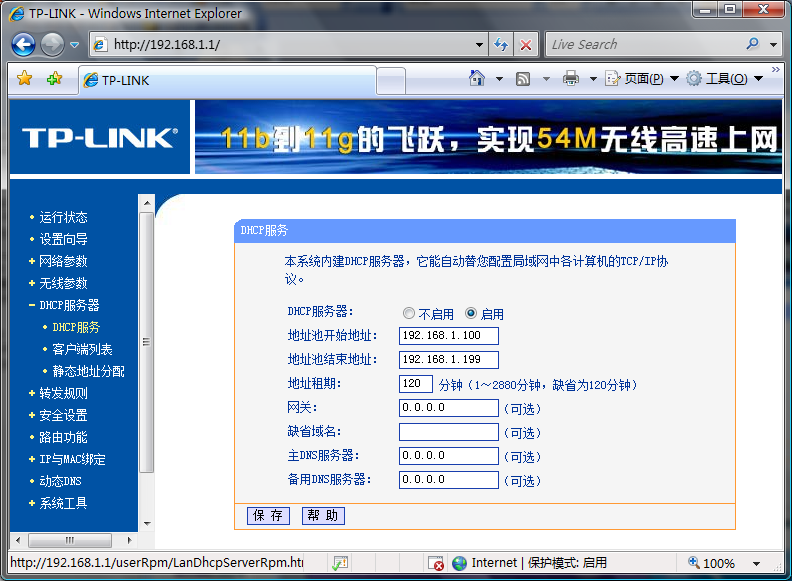 TP-LINK - Windows Internet Explorer
http://192.168.1.1/
Live Search
TP-LINK
页面(P)
工具(O)
TP-LINK®
11b到11g的飞跃，实现54M无线高速上网
运行状态
设置向导
+ 网络参数
+ 无线参数
- DHCP服务器
DHCP服务
客户端列表
静态地址分配
+ 转发规则
+ 安全设置
路由功能
+ IP与MAC绑定
动态DNS
+ 系统工具
DHCP服务
本系统内建DHCP服务器，它能自动替您配置局域网中各计算机的TCP/IP协
议。
DHCP服务器： 不启用 启用
地址池开始地址： 192.168.1.100
地址池结束地址： 192.168.1.199
地址租期： 120 分钟（1～2880分钟，缺省为120分钟）
网关： 0.0.0.0 （可选）
缺省域名： （可选）
主DNS服务器： 0.0.0.0 （可选）
备用DNS服务器： 0.0.0.0 （可选）
保 存 帮 助
http://192.168.1.1/userRpm/LanDhcpServerRpm.ht
Internet | 保护模式: 启用
100%